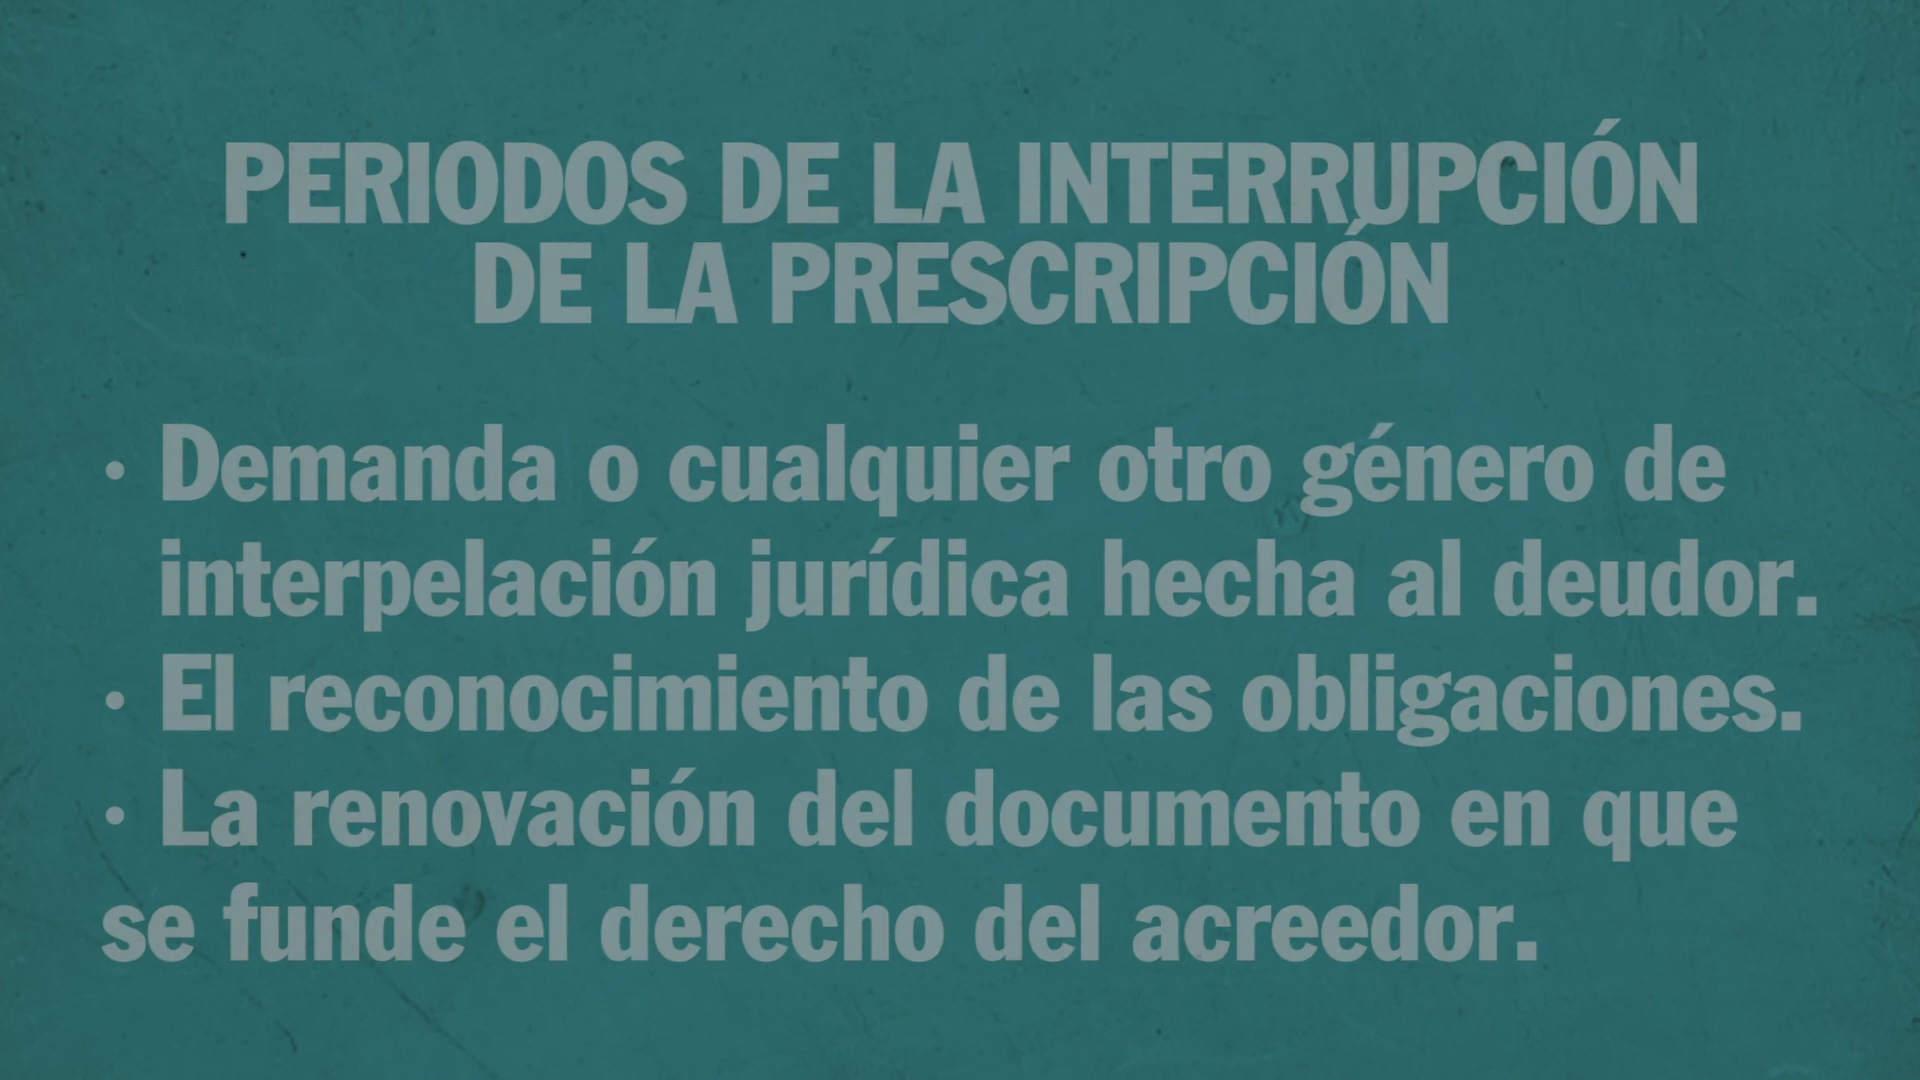 PERIODOS DE LA INTERRUPCIÓN
DE LA PRESCRIPCIÓN
• Demanda o cualquier otro género de
interpelación jurídica hecha al deudor.
• El reconocimiento de las obligaciones.
• La renovación del documento en que
se funde el derecho del acreedor.